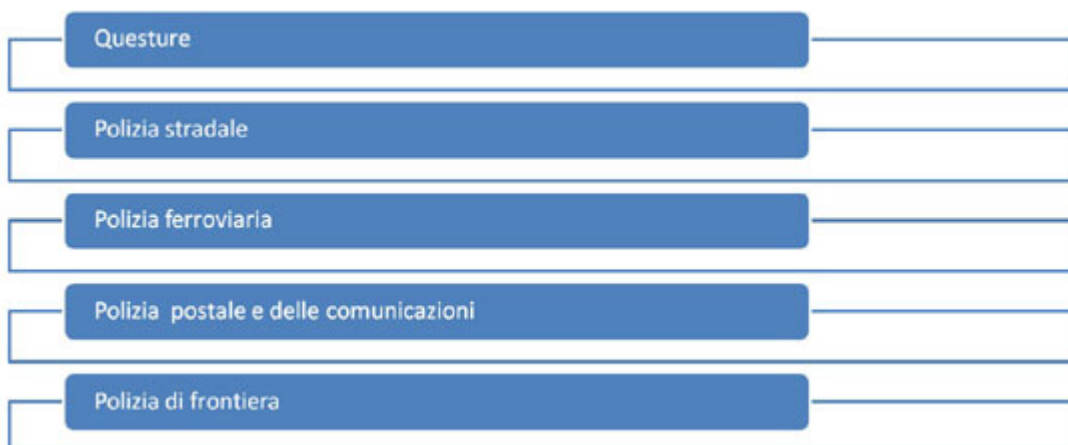 Questure
Polizia stradale
Polizia ferroviaria
Polizia  postale e delle comunicazioni
Polizia di frontiera